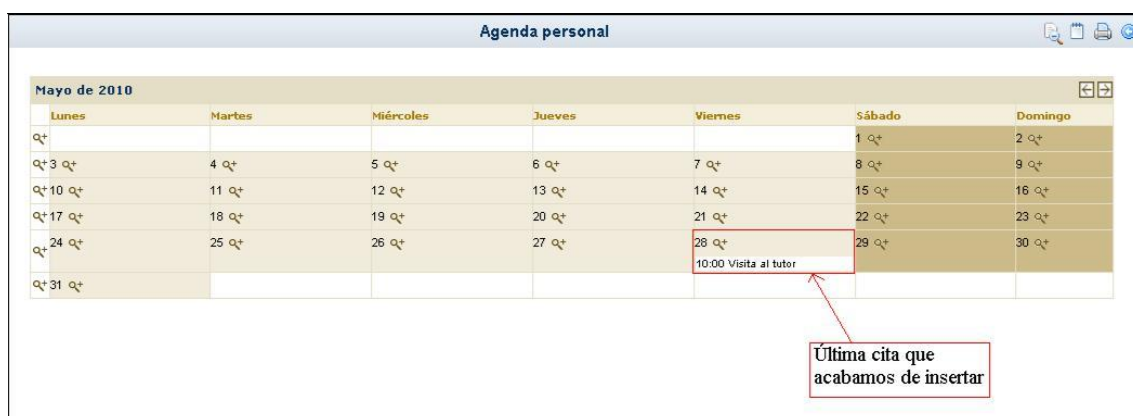 Agenda personal
Mayo de 2010
Lunes Martes Miércoles Jueves Viernes Sábado Domingo
1 2
3 4 5 6 7 8 9
10 11 12 13 14 15 16
17 18 19 20 21 22 23
24 25 26 27 28 29 30
10:00 Visita al tutor
31
Última cita que
acabamos de insertar